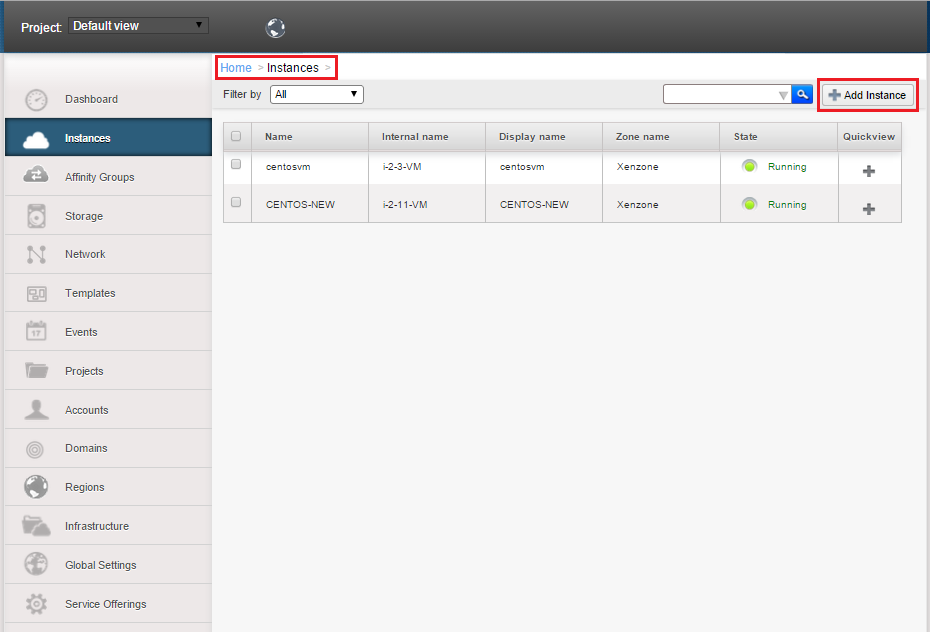 Project: Default view
Home > Instances >
Filter by All
Add Instance
Name Internal name Display name Zone name State Quickview
centosvm i-2-3-VM centosvm Xenzone Running
CENTOS-NEW i-2-11-VM CENTOS-NEW Xenzone Running
Dashboard
Instances
Affinity Groups
Storage
Network
Templates
17
Events
Projects
Accounts
Domains
Regions
Infrastructure
Global Settings
Service Offerings